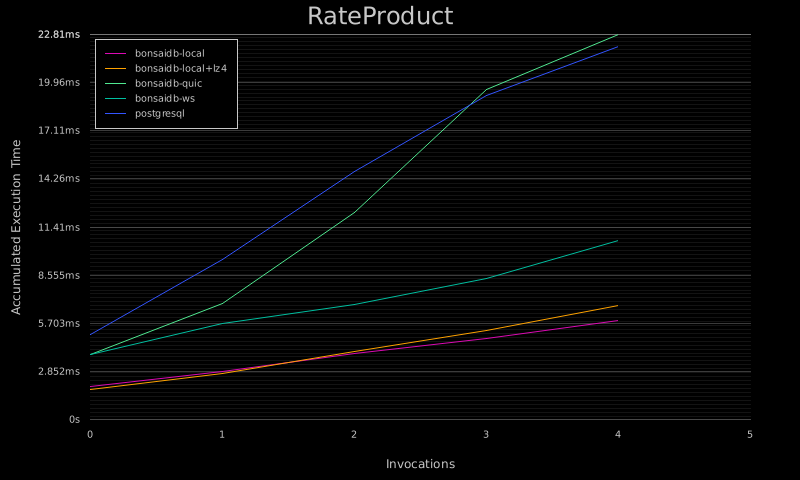 RateProduct
22.81ms
19.96ms
17.11ms
14.26ms
11.41ms
8.555ms
5.703ms
2.852ms
0s
bonsaidb-local
bonsaidb-local+lz4
bonsaidb-quic
bonsaidb-ws
postgresql
Accumulated Execution Time
0 1 2 3 4 5
Invocations